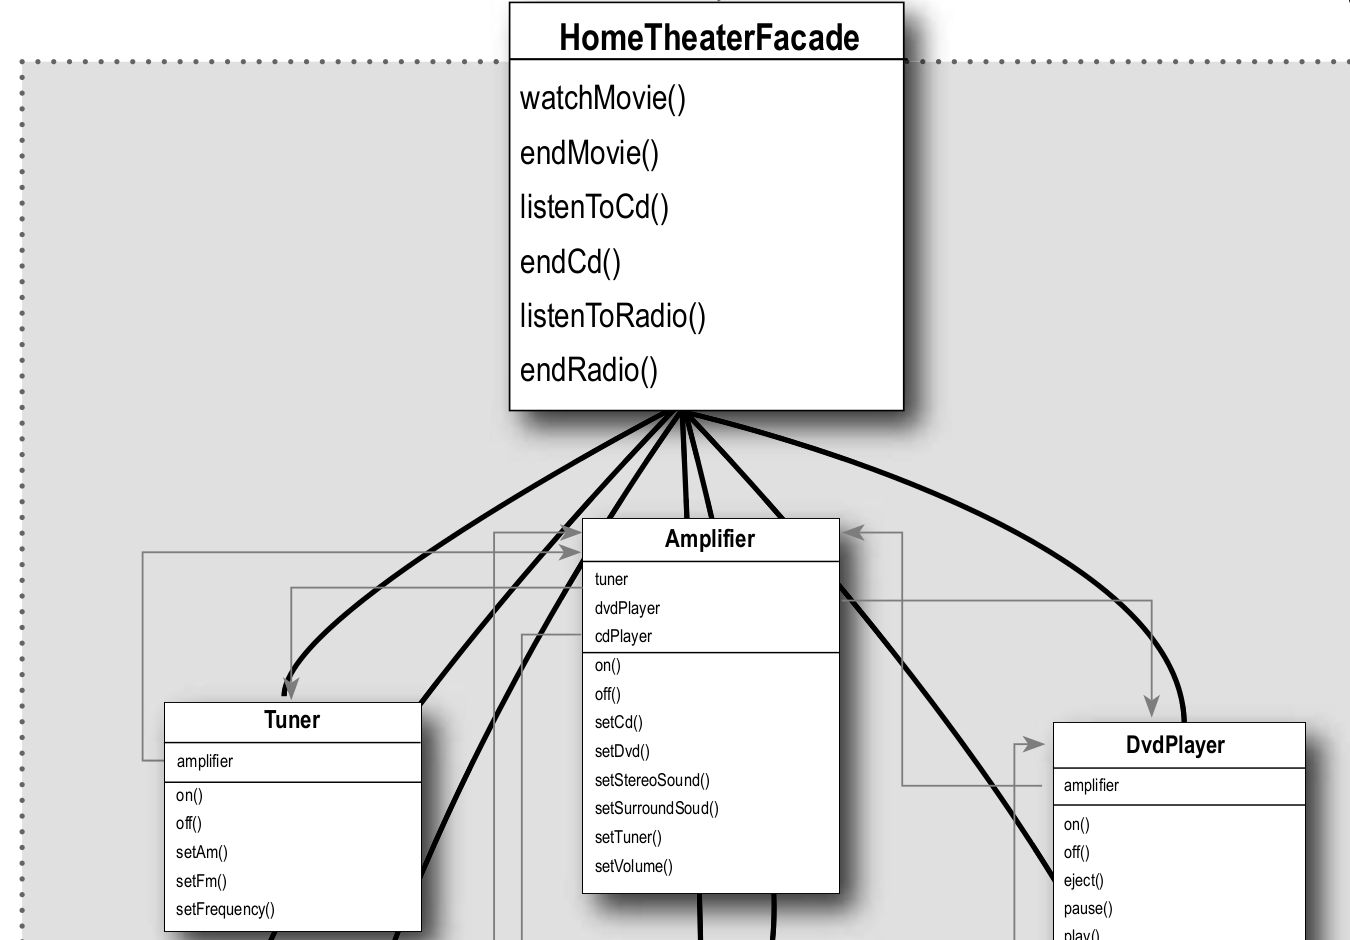 HomeTheaterFacade
watchMovie()
endMovie()
listenToCd()
endCd()
listenToRadio()
endRadio()
Amplifier
tuner
dvdPlayer
cdPlayer
on()
off()
setCd()
setDvd()
setStereoSound()
setSurroundSoud()
setTuner()
setVolume()
Tuner
amplifier
on()
off()
setAm()
setFm()
setFrequency()
DvdPlayer
amplifier
on()
off()
eject()
pause()
play()